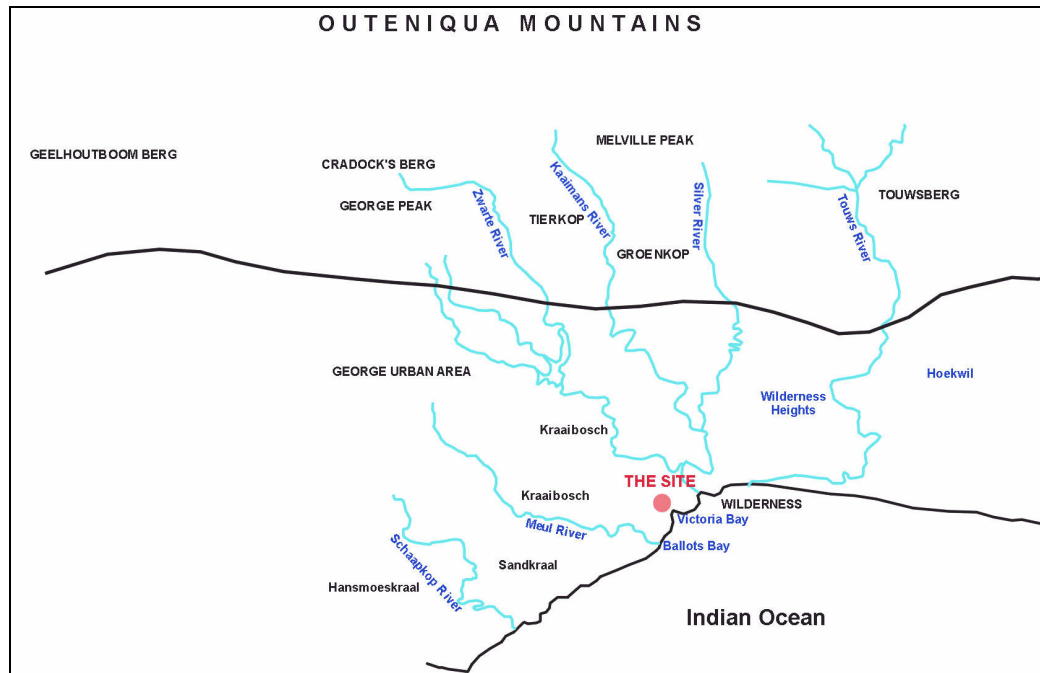 OUTENIQUA MOUNTAINS
GEELHOUTBOOM BERG
CRADOCK'S BERG
GEORGE PEAK
Zwarte River
TIERKOP
Kaaimans River
MELVILLE PEAK
GROENKOP
Silver River
Touws River
TOUWSBERG
GEORGE URBAN AREA
Hoekwil
Wilderness
Heights
Kraaibosch
THE SITE
Kraaibosch
WILDERNESS
Victoria Bay
Meul River
Ballots Bay
Sandkraal
Schaapkop River
Hansmoeskraal
Indian Ocean